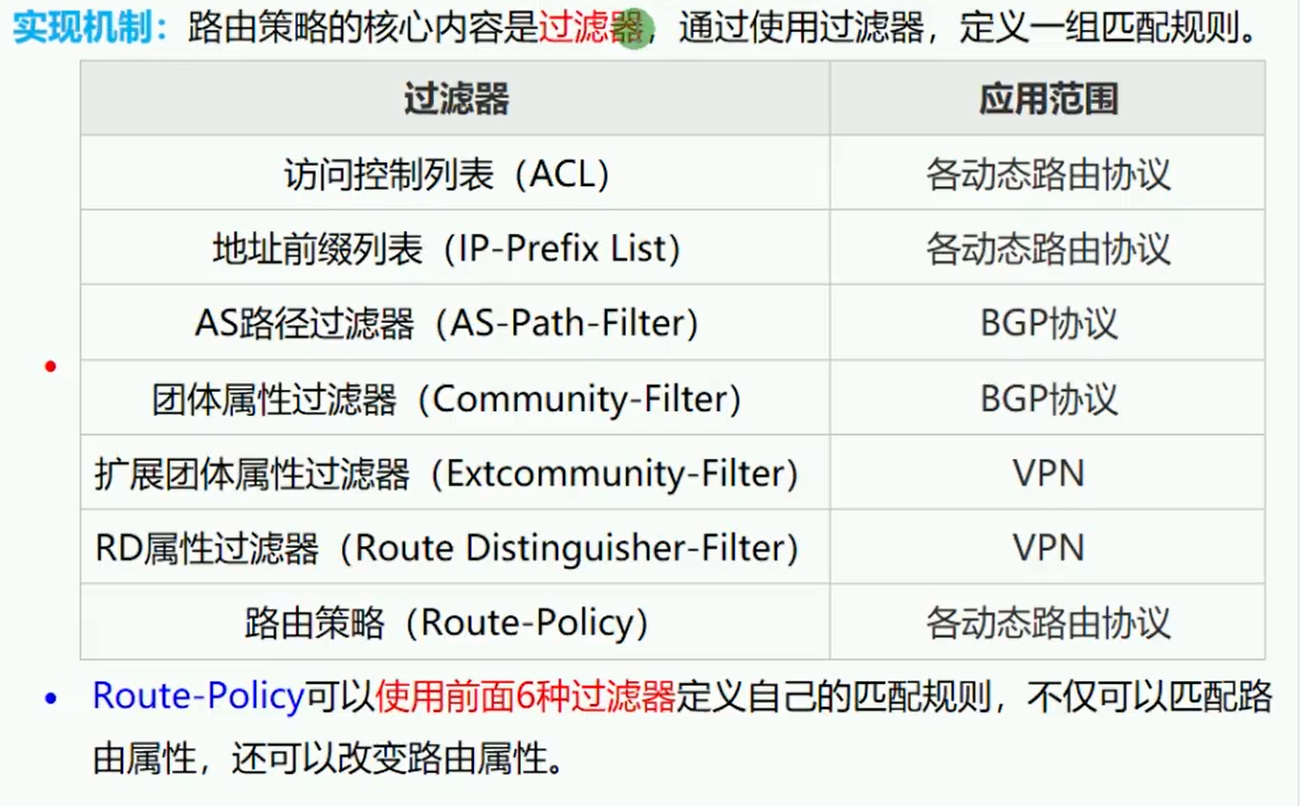 实现机制：路由策略的核心内容是过滤器，通过使用过滤器，定义一组匹配规则。
过滤器 应用范围
访问控制列表（ACL） 各动态路由协议
地址前缀列表（IP-Prefix List） 各动态路由协议
AS路径过滤器（AS-Path-Filter） BGP协议
团体属性过滤器（Community-Filter） BGP协议
扩展团体属性过滤器（Extcommunity-Filter） VPN
RD属性过滤器（Route Distinguisher-Filter） VPN
路由策略（Route-Policy） 各动态路由协议
Route-Policy可以使用前面6种过滤器定义自己的匹配规则，不仅可以匹配路
由属性，还可以改变路由属性。